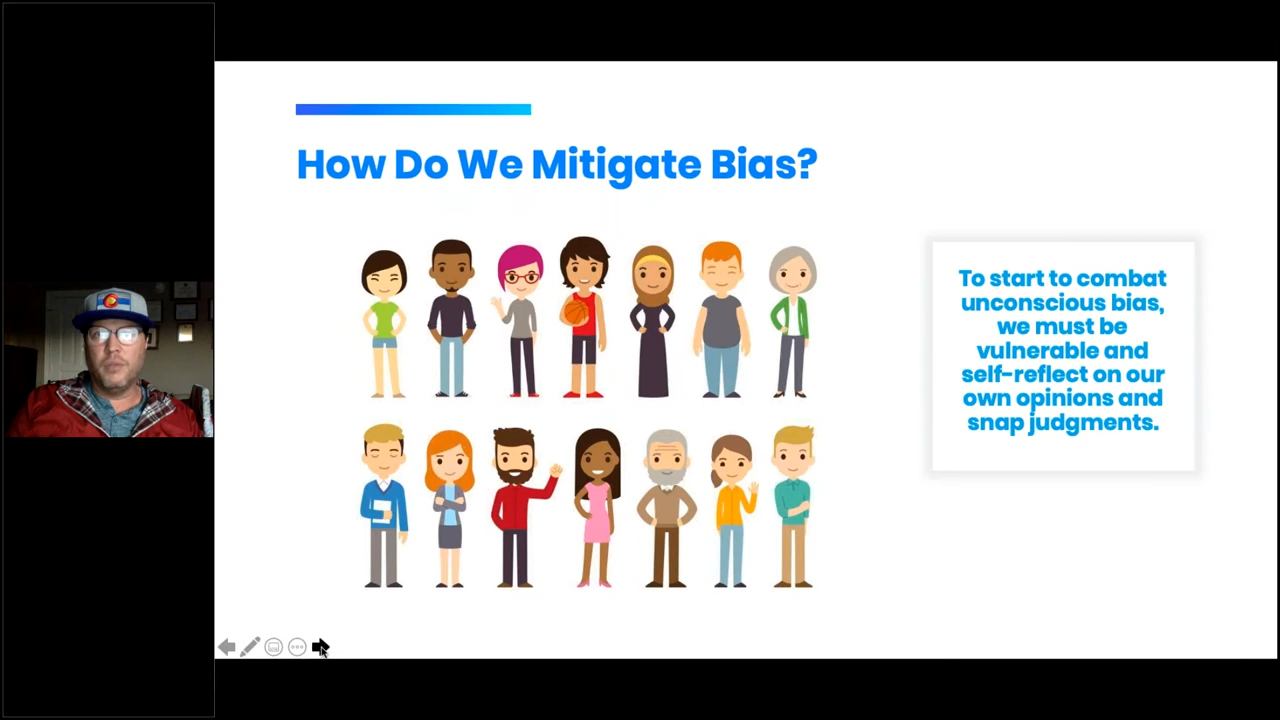 How Do We Mitigate Bias?
To start to combat
unconscious bias,
we must be
vulnerable and
self-reflect on our
own opinions and
snap judgments.